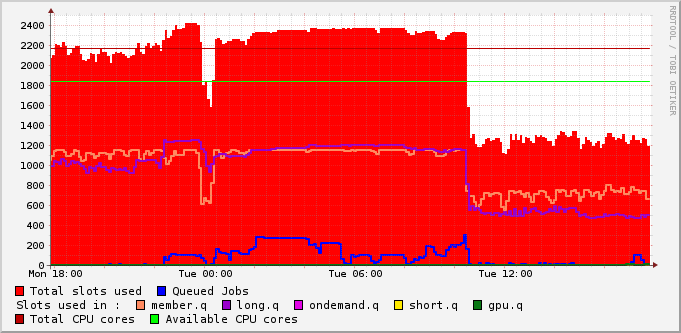 2400
2200
2000
1800
1600
1400
1200
1000
800
600
400
200
0
Mon 18:00 Tue 00:00 Tue 06:00 Tue 12:00
RRDTOOL / TOBI OETIKER
Total slots used Queued Jobs
Slots used in : member.q long.q ondemand.q short.q gpu.q
Total CPU cores Available CPU cores